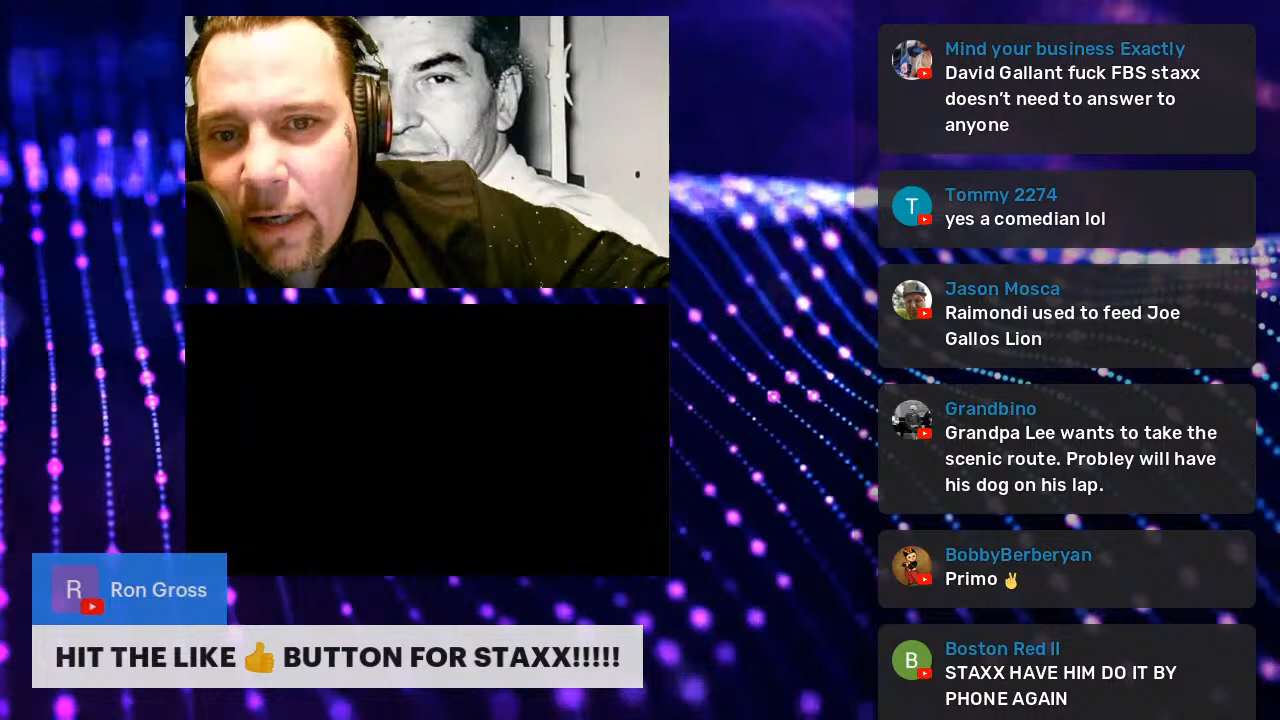 Mind your business Exactly
David Gallant fuck FBS staxx
doesn't need to answer to
anyone
T
Tommy 2274
yes a comedian lol
Jason Mosca
Raimondi used to feed Joe
Gallos Lion
Grandbino
Grandpa Lee wants to take the
scenic route. Probley will have
his dog on his lap.
BobbyBerberyan
Primo ✌️
B
Boston Red II
STAXX HAVE HIM DO IT BY
PHONE AGAIN
R
Ron Gross
HIT THE LIKE 👍 BUTTON FOR STAXX!!!!!